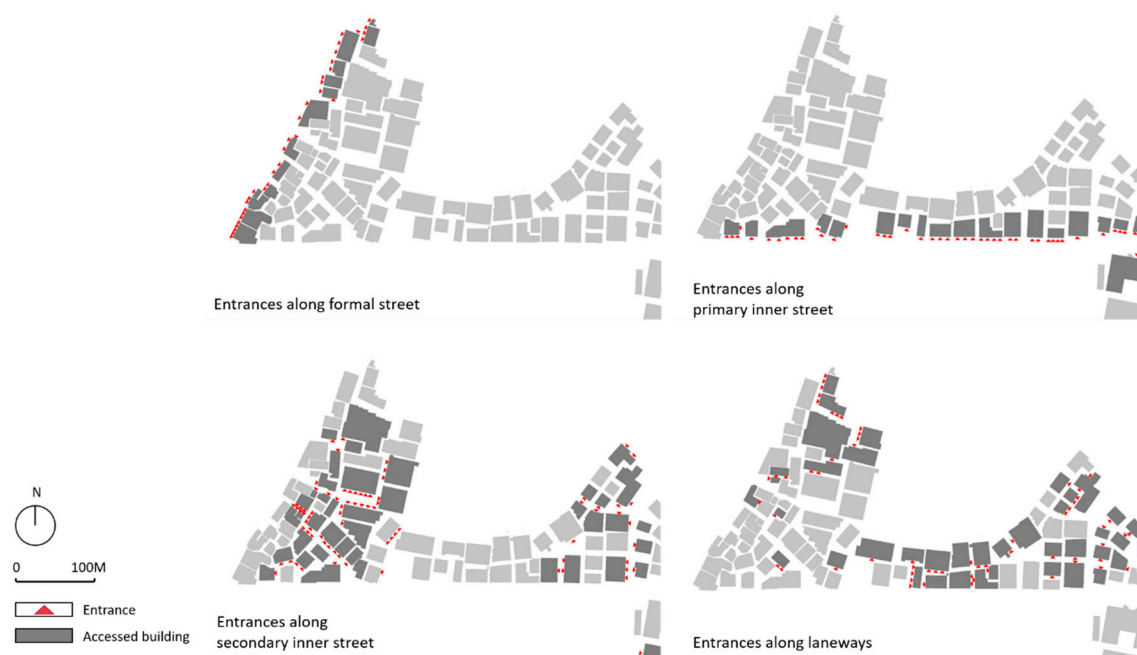 Entrances along formal street
Entrances along
primary inner street
N
0 100M
Entrance
Accessed building
Entrances along
secondary inner street
Entrances along laneways